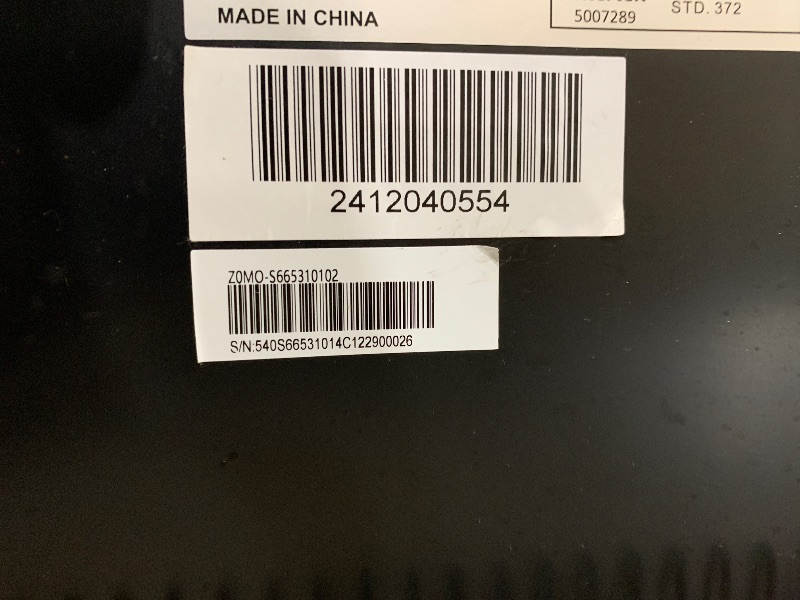 MADE IN CHINA
STD. 372
5007289
2412040554
Z0MO-S665310102
S/N:540S66531014C122900026